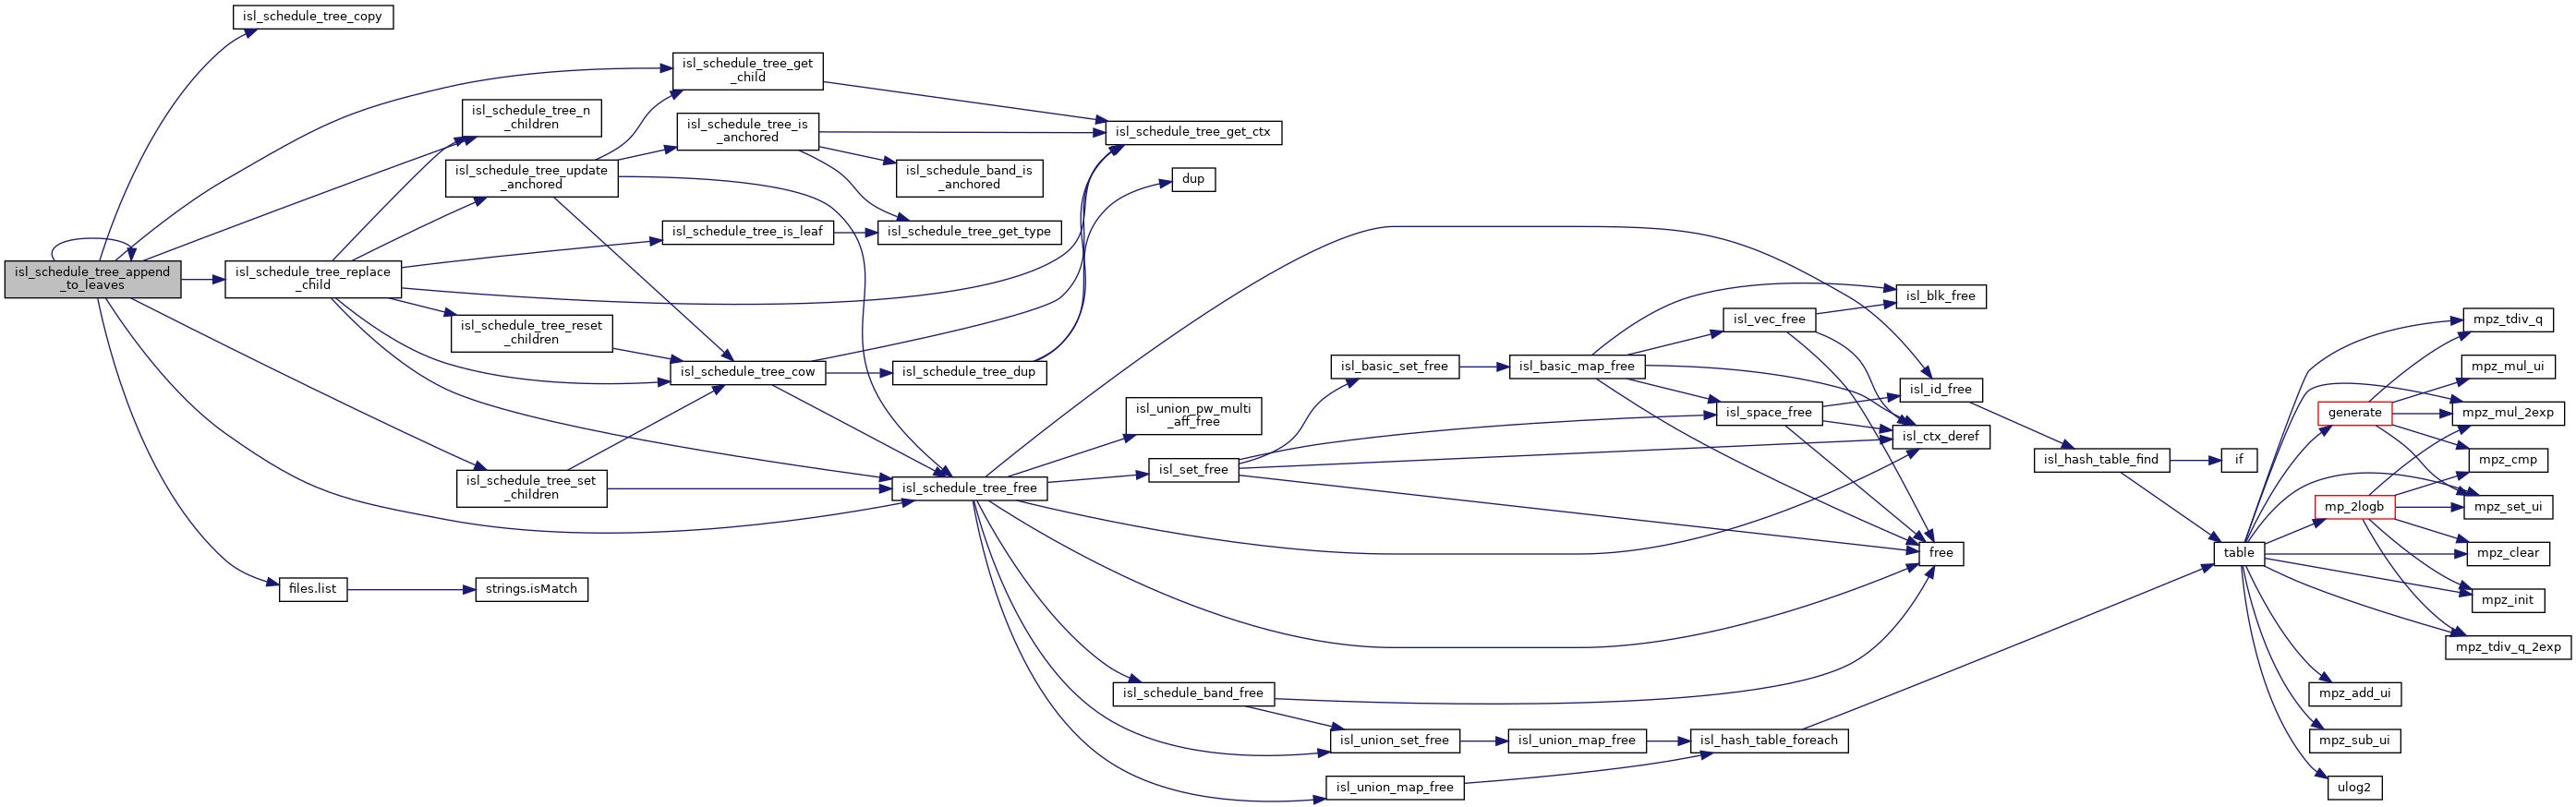 isl_schedule_tree_append
_to_leaves
isl_schedule_tree_copy
isl_schedule_tree_get
_child
isl_schedule_tree_n
_children
isl_schedule_tree_replace
_child
isl_schedule_tree_update
_anchored
isl_schedule_tree_is
_anchored
isl_schedule_tree_get_ctx
isl_schedule_band_is
_anchored
dup
isl_schedule_tree_is_leaf
isl_schedule_tree_get_type
isl_schedule_tree_reset
_children
isl_schedule_tree_cow
isl_schedule_tree_dup
isl_schedule_tree_set
_children
isl_schedule_tree_free
files.list
strings.isMatch
isl_union_pw_multi
_aff_free
isl_set_free
isl_basic_set_free
isl_basic_map_free
isl_vec_free
isl_space_free
isl_blk_free
isl_id_free
isl_ctx_deref
free
isl_schedule_band_free
isl_union_set_free
isl_union_map_free
isl_union_map_free
isl_hash_table_foreach
isl_hash_table_find
if
table
generate
mp_2logb
mpz_tdiv_q
mpz_mul_ui
mpz_mul_2exp
mpz_cmp
mpz_set_ui
mpz_clear
mpz_init
mpz_tdiv_q_2exp
mpz_add_ui
mpz_sub_ui
ulog2